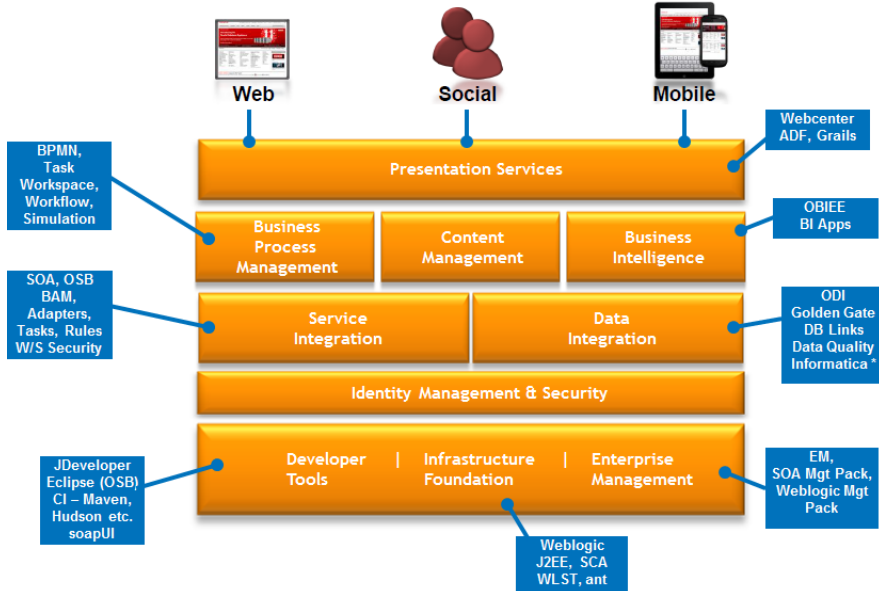 Web
Social
Mobile
Webcenter
ADF, Grails
BPMN,
Task
Workspace,
Workflow,
Simulation
Presentation Services
Business
Process
Management
Content
Management
Business
Intelligence
OBIEE
BI Apps
SOA, OSB
BAM,
Adapters,
Tasks, Rules
W/S Security
Service
Integration
Data
Integration
ODI
Golden Gate
DB Links
Data Quality
Informatica *
Identity Management & Security
Developer
Tools
|
Infrastructure
Foundation
|
Enterprise
Management
JDeveloper
Eclipse (OSB)
CI – Maven,
Hudson etc.
soapUI
EM,
SOA Mgt Pack,
Weblogic Mgt
Pack
Weblogic
J2EE, SCA
WLST, ant